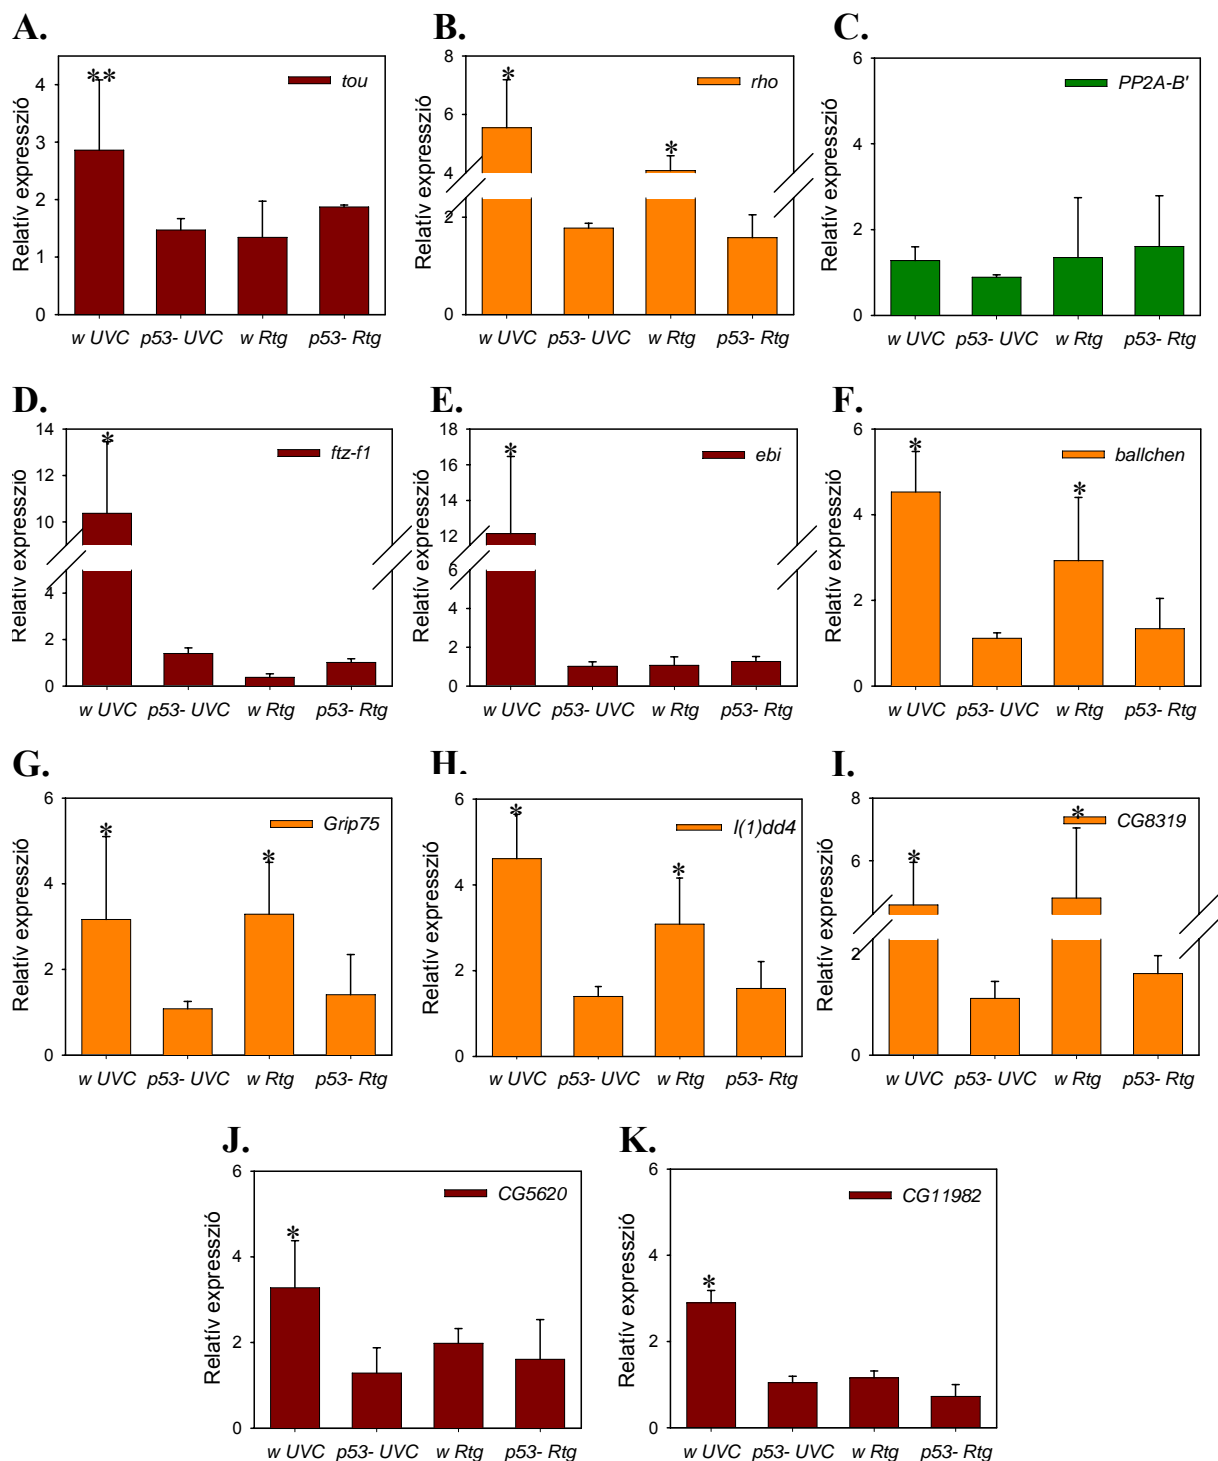 A.
Relatív expresszió
4
3
2
1
0
**
tou
w UVC p53- UVC w Rtg p53- Rtg
B.
Relatív expresszió
8
6
4
2
0
*
*
rho
w UVC p53- UVC w Rtg p53- Rtg
C.
Relatív expresszió
6
4
2
0
PP2A-B'
w UVC p53- UVC w Rtg p53- Rtg
D.
Relatív expresszió
14
12
10
4
2
0
*
ftz-f1
w UVC p53- UVC w Rtg p53- Rtg
E.
Relatív expresszió
18
16
14
12
6
4
2
0
*
ebi
w UVC p53- UVC w Rtg p53- Rtg
F.
Relatív expresszió
6
4
2
0
*
*
ballchen
w UVC p53- UVC w Rtg p53- Rtg
G.
Relatív expresszió
6
4
2
0
*
*
Grip75
w UVC p53- UVC w Rtg p53- Rtg
H.
Relatív expresszió
6
4
2
0
*
*
l(1)dd4
w UVC p53- UVC w Rtg p53- Rtg
I.
Relatív expresszió
8
6
2
0
*
*
CG8319
w UVC p53- UVC w Rtg p53- Rtg
J.
Relatív expresszió
6
4
2
0
*
CG5620
w UVC p53- UVC w Rtg p53- Rtg
K.
Relatív expresszió
6
4
2
0
*
CG11982
w UVC p53- UVC w Rtg p53- Rtg